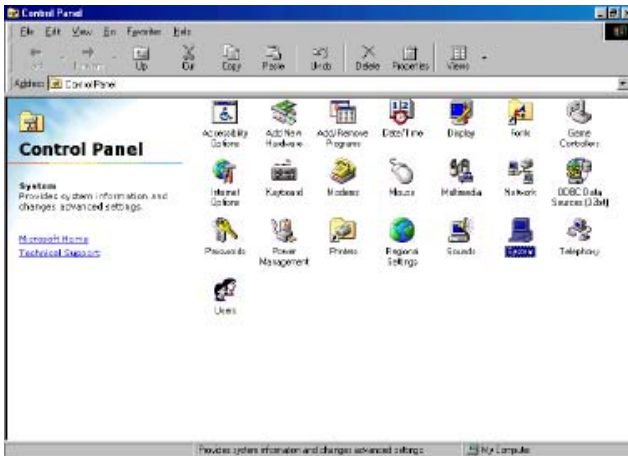 Control Panel
File Edit View Go Favorites Help
Up Cut Copy Paste Undo Delete Properties Views
Address Control Panel
Control Panel
System
Provides system information and
changes advanced settings.
Microsoft Home
Technical Support
Accessibility
Options
Add New
Hardware
Add/Remove
Programs
Date/Time
Display
Fonts
Game
Controllers
Internet
Options
Keyboard
Modems
Mouse
Multimedia
Network
ODBC Data
Sources (32bit)
Passwords
Power
Management
Printers
Regional
Settings
Sounds
System
Telephony
Users
Provides system information and changes advanced settings.
My Computer